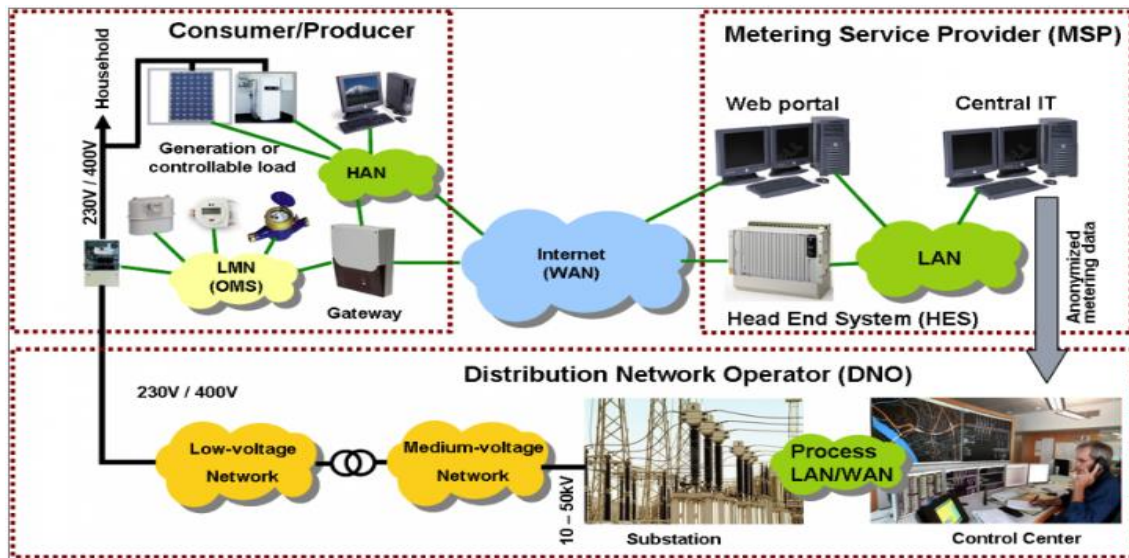 Consumer/Producer
Household
230V / 400V
Generation or
controllable load
HAN
LMN
(OMS)
Gateway
Internet
(WAN)
Metering Service Provider (MSP)
Web portal
Central IT
LAN
Head End System (HES)
Anonymized
metering data
Distribution Network Operator (DNO)
230V / 400V
Low-voltage
Network
Medium-voltage
Network
10 – 50kV
Substation
Process
LAN/WAN
Control Center